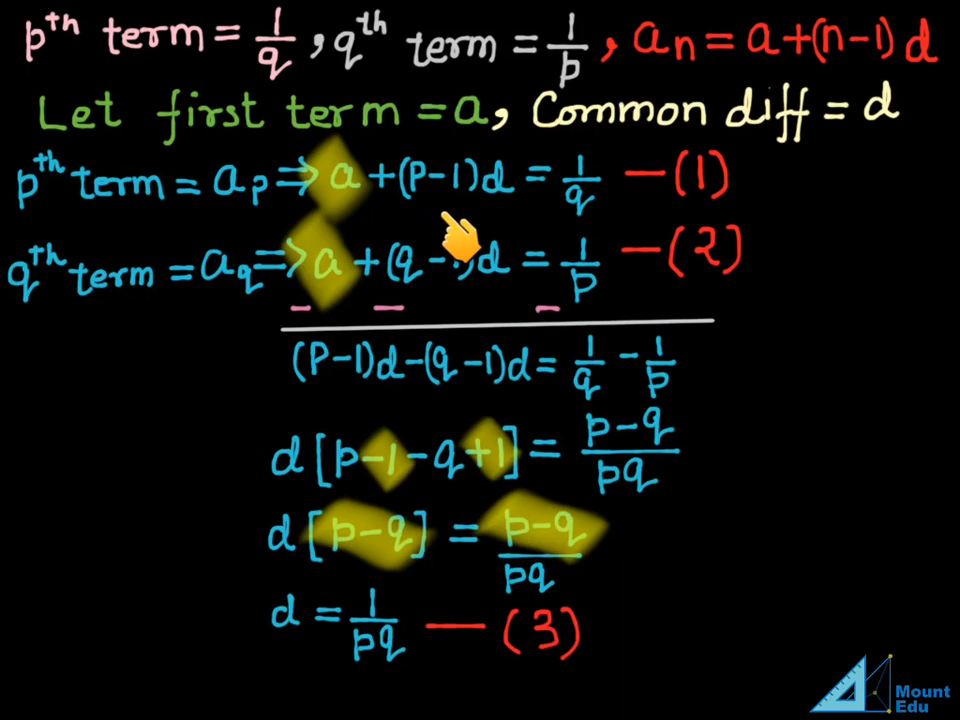 pth term = 1/q, qth term = 1/p, an = a+(n-1)d
Let first term = a, Common diff = d
pth term = ap ⇒ a +(P-1)d = 1/q —(1)
qth term = aq ⇒ a +(q-1)d = 1/p —(2)
− − −
(P-1)d-(q-1)d = 1/q - 1/p
d[p-1-q+1] = p-q/pq
d[p-q] = p-q/pq
d = 1/pq —(3)
Mount
Edu